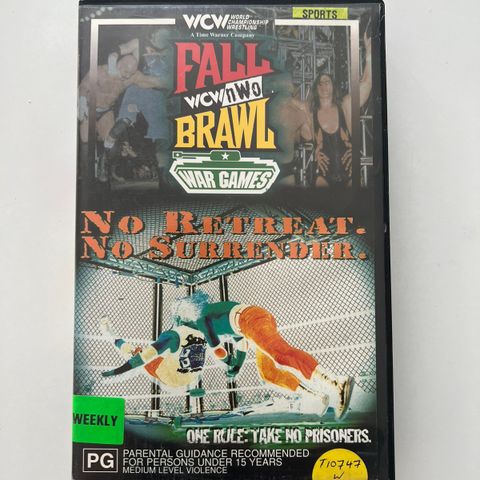 WCW WORLD CHAMPIONSHIP WRESTLING
A Time Warner Company
SPORTS
FALL
WCW/nWo
BRAWL
WAR GAMES
NO RETREAT.
NO SURRENDER.
WEEKLY
ONE RULE: TAKE NO PRISONERS.
PG
PARENTAL GUIDANCE RECOMMENDED
FOR PERSONS UNDER 15 YEARS
MEDIUM LEVEL VIOLENCE
T10747
W